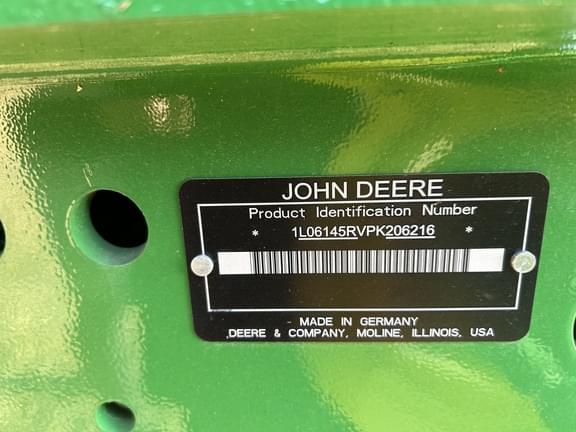 JOHN DEERE
Product Identification Number
* 1L06145RVPK206216 *
MADE IN GERMANY
DEERE & COMPANY, MOLINE, ILLINOIS, USA